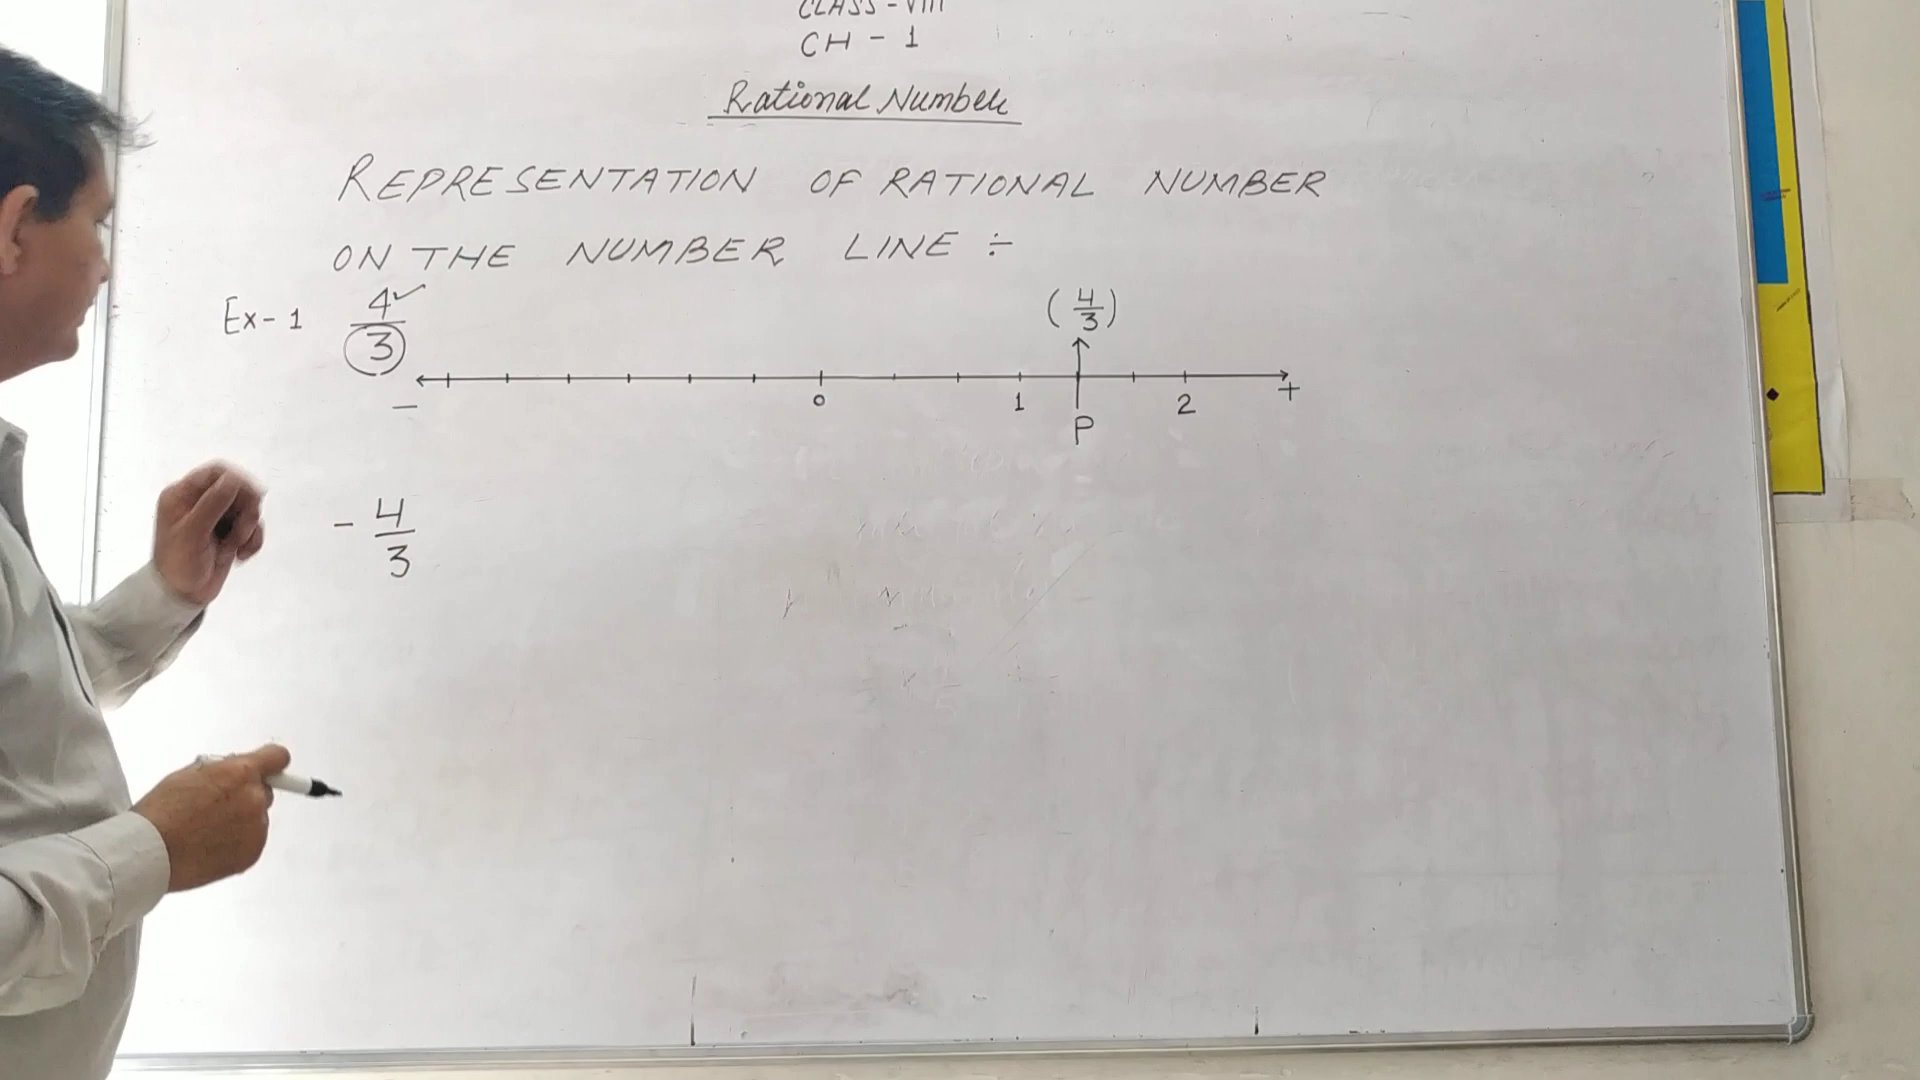 CLASS - VIII
CH - 1
Rational Number
REPRESENTATION OF RATIONAL NUMBER
ON THE NUMBER LINE ÷
Ex- 1 4/3 ✓
(4/3)
- 0 1 2 +
P
- 4/3